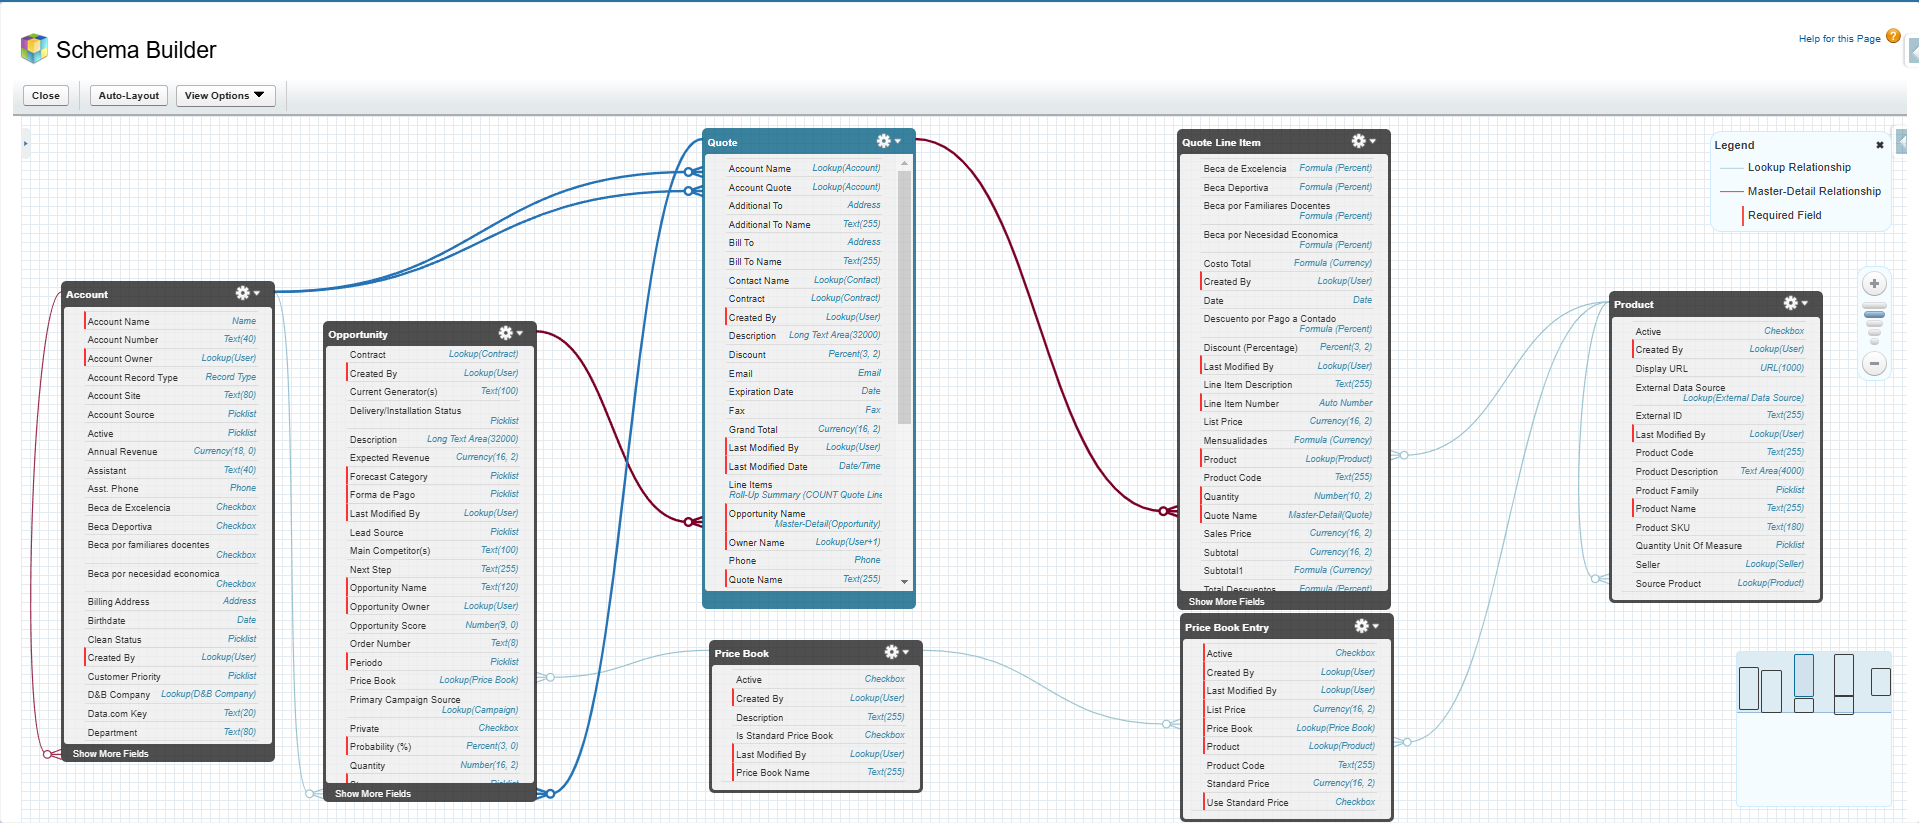 Schema Builder
Help for this Page
Close
Auto-Layout
View Options
Legend
Lookup Relationship
Master-Detail Relationship
Required Field
Account
Account Name Name
Account Number Text(40)
Account Owner Lookup(User)
Account Record Type Record Type
Account Site Text(80)
Account Source Picklist
Active Picklist
Annual Revenue Currency(18, 0)
Assistant Text(40)
Asst. Phone Phone
Beca de Excelencia Checkbox
Beca Deportiva Checkbox
Beca por familiares docentes
Checkbox
Beca por necesidad economica
Checkbox
Billing Address Address
Birthdate Date
Clean Status Picklist
Created By Lookup(User)
Customer Priority Picklist
D&B Company Lookup(D&B Company)
Data.com Key Text(20)
Department Text(80)
Show More Fields
Opportunity
Contract Lookup(Contract)
Created By Lookup(User)
Current Generator(s) Text(100)
Delivery/Installation Status
Picklist
Description Long Text Area(32000)
Expected Revenue Currency(16, 2)
Forecast Category Picklist
Forma de Pago Picklist
Last Modified By Lookup(User)
Lead Source Picklist
Main Competitor(s) Text(100)
Next Step Text(255)
Opportunity Name Text(120)
Opportunity Owner Lookup(User)
Opportunity Score Number(9, 0)
Order Number Text(8)
Periodo Picklist
Price Book Lookup(Price Book)
Primary Campaign Source
Lookup(Campaign)
Private Checkbox
Probability (%) Percent(3, 0)
Quantity Number(16, 2)
Show More Fields
Quote
Account Name Lookup(Account)
Account Quote Lookup(Account)
Additional To Address
Additional To Name Text(255)
Bill To Address
Bill To Name Text(255)
Contact Name Lookup(Contact)
Contract Lookup(Contract)
Created By Lookup(User)
Description Long Text Area(32000)
Discount Percent(3, 2)
Email Email
Expiration Date Date
Fax Fax
Grand Total Currency(16, 2)
Last Modified By Lookup(User)
Last Modified Date Date/Time
Line Items
Roll-Up Summary (COUNT Quote Line
Opportunity Name
Master-Detail(Opportunity)
Owner Name Lookup(User+1)
Phone Phone
Quote Name Text(255)
Price Book
Active Checkbox
Created By Lookup(User)
Description Text(255)
Is Standard Price Book Checkbox
Last Modified By Lookup(User)
Price Book Name Text(255)
Quote Line Item
Beca de Excelencia Formula (Percent)
Beca Deportiva Formula (Percent)
Beca por Familiares Docentes
Formula (Percent)
Beca por Necesidad Economica
Formula (Percent)
Costo Total Formula (Currency)
Created By Lookup(User)
Date Date
Descuento por Pago a Contado
Formula (Percent)
Discount (Percentage) Percent(3, 2)
Last Modified By Lookup(User)
Line Item Description Text(255)
Line Item Number Auto Number
List Price Currency(16, 2)
Mensualidades Formula (Currency)
Product Lookup(Product)
Product Code Text(255)
Quantity Number(10, 2)
Quote Name Master-Detail(Quote)
Sales Price Currency(16, 2)
Subtotal Currency(16, 2)
Subtotal1 Formula (Currency)
Total Descuentos Formula (Percent)
Show More Fields
Price Book Entry
Active Checkbox
Created By Lookup(User)
Last Modified By Lookup(User)
List Price Currency(16, 2)
Price Book Lookup(Price Book)
Product Lookup(Product)
Product Code Text(255)
Standard Price Currency(16, 2)
Use Standard Price Checkbox
Product
Active Checkbox
Created By Lookup(User)
Display URL URL(1000)
External Data Source
Lookup(External Data Source)
External ID Text(255)
Last Modified By Lookup(User)
Product Code Text(255)
Product Description Text Area(4000)
Product Family Picklist
Product Name Text(255)
Product SKU Text(180)
Quantity Unit Of Measure Picklist
Seller Lookup(Seller)
Source Product Lookup(Product)